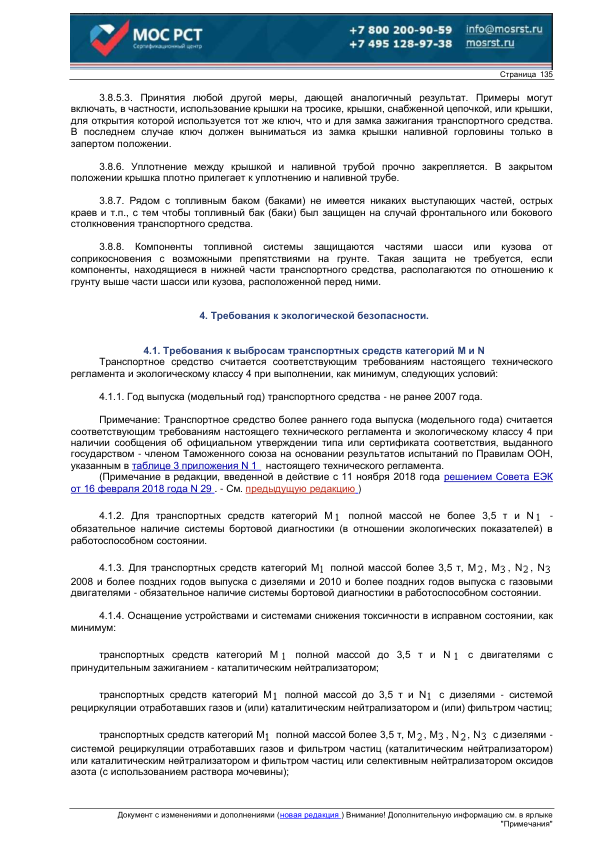 МОС РСТ
Сертификационный центр
+7 800 200-90-59 info@mosrst.ru
+7 495 128-97-38 mosrst.ru
Страница 135
3.8.5.3. Принятия любой другой меры, дающей аналогичный результат. Примеры могут
включать, в частности, использование крышки на тросике, крышки, снабженной цепочкой, или крышки,
для открытия которой используется тот же ключ, что и для замка зажигания транспортного средства.
В последнем случае ключ должен выниматься из замка крышки наливной горловины только в
запертом положении.
3.8.6. Уплотнение между крышкой и наливной трубой прочно закрепляется. В закрытом
положении крышка плотно прилегает к уплотнению и наливной трубе.
3.8.7. Рядом с топливным баком (баками) не имеется никаких выступающих частей, острых
краев и т.п., с тем чтобы топливный бак (баки) был защищен на случай фронтального или бокового
столкновения транспортного средства.
3.8.8. Компоненты топливной системы защищаются частями шасси или кузова от
соприкосновения с возможными препятствиями на грунте. Такая защита не требуется, если
компоненты, находящиеся в нижней части транспортного средства, располагаются по отношению к
грунту выше части шасси или кузова, расположенной перед ними.
4. Требования к экологической безопасности.
4.1. Требования к выбросам транспортных средств категорий М и N
Транспортное средство считается соответствующим требованиям настоящего технического
регламента и экологическому классу 4 при выполнении, как минимум, следующих условий:
4.1.1. Год выпуска (модельный год) транспортного средства - не ранее 2007 года.
Примечание: Транспортное средство более раннего года выпуска (модельного года) считается
соответствующим требованиям настоящего технического регламента и экологическому классу 4 при
наличии сообщения об официальном утверждении типа или сертификата соответствия, выданного
государством - членом Таможенного союза на основании результатов испытаний по Правилам ООН,
указанным в таблице 3 приложения N 1 настоящего технического регламента.
(Примечание в редакции, введенной в действие с 11 ноября 2018 года решением Совета ЕЭК
от 16 февраля 2018 года N 29 . - См. предыдущую редакцию )
4.1.2. Для транспортных средств категорий М1 полной массой не более 3,5 т и N1 -
обязательное наличие системы бортовой диагностики (в отношении экологических показателей) в
работоспособном состоянии.
4.1.3. Для транспортных средств категорий М1 полной массой более 3,5 т, М2, М3, N2, N3
2008 и более поздних годов выпуска с дизелями и 2010 и более поздних годов выпуска с газовыми
двигателями - обязательное наличие системы бортовой диагностики в работоспособном состоянии.
4.1.4. Оснащение устройствами и системами снижения токсичности в исправном состоянии, как
минимум:
транспортных средств категорий М1 полной массой до 3,5 т и N1 с двигателями с
принудительным зажиганием - каталитическим нейтрализатором;
транспортных средств категорий М1 полной массой до 3,5 т и N1 с дизелями - системой
рециркуляции отработавших газов и (или) каталитическим нейтрализатором и (или) фильтром частиц;
транспортных средств категорий М1 полной массой более 3,5 т, М2, М3, N2, N3 с дизелями -
системой рециркуляции отработавших газов и фильтром частиц (каталитическим нейтрализатором)
или каталитическим нейтрализатором и фильтром частиц или селективным нейтрализатором оксидов
азота (с использованием раствора мочевины);
Документ с изменениями и дополнениями (новая редакция ) Внимание! Дополнительную информацию см. в ярлыке
"Примечания"